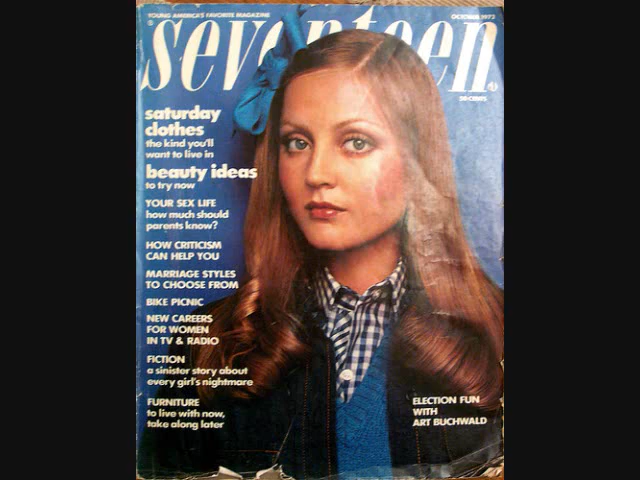 YOUNG AMERICA'S FAVORITE MAGAZINE
OCTOBER 1972
seventeen
50 CENTS
saturday
clothes
the kind you'll
want to live in
beauty ideas
to try now
YOUR SEX LIFE
how much should
parents know?
HOW CRITICISM
CAN HELP YOU
MARRIAGE STYLES
TO CHOOSE FROM
BIKE PICNIC
NEW CAREERS
FOR WOMEN
IN TV & RADIO
FICTION
a sinister story about
every girl's nightmare
FURNITURE
to live with now,
take along later
ELECTION FUN
WITH
ART BUCHWALD